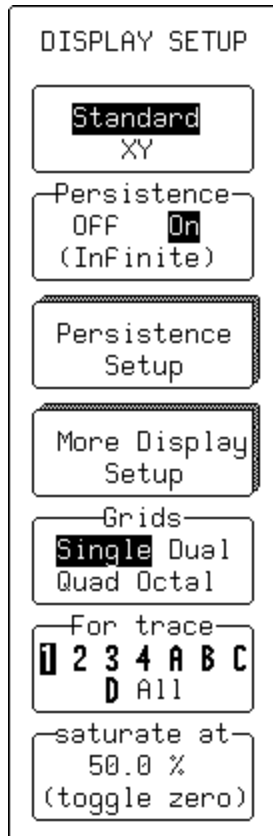 DISPLAY SETUP
Standard
XY
Persistence
OFF On
(Infinite)
Persistence
Setup
More Display
Setup
Grids
Single Dual
Quad Octal
For trace
1 2 3 4 A B C
D All
saturate at
50.0 %
(toggle zero)